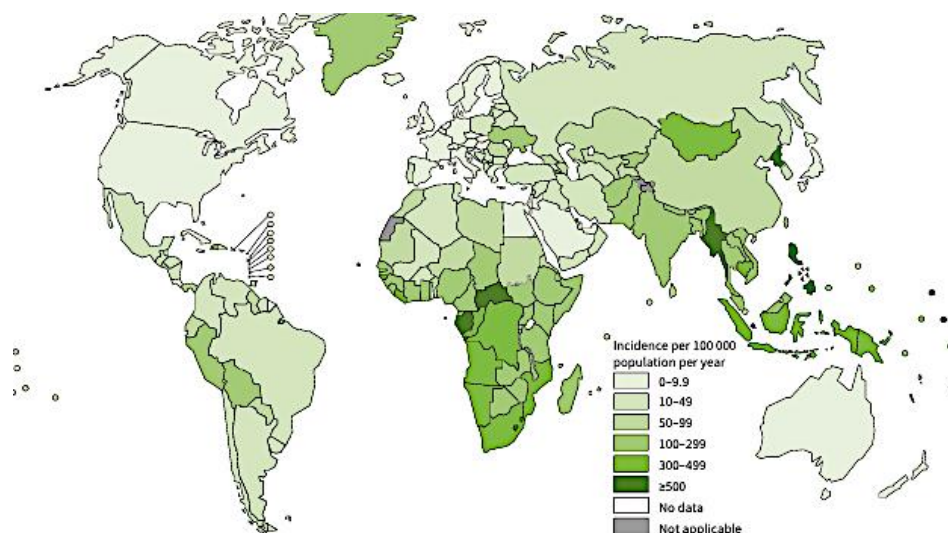 Incidence per 100 000
population per year
0–9.9
10–49
50–99
100–299
300–499
≥500
No data
Not applicable